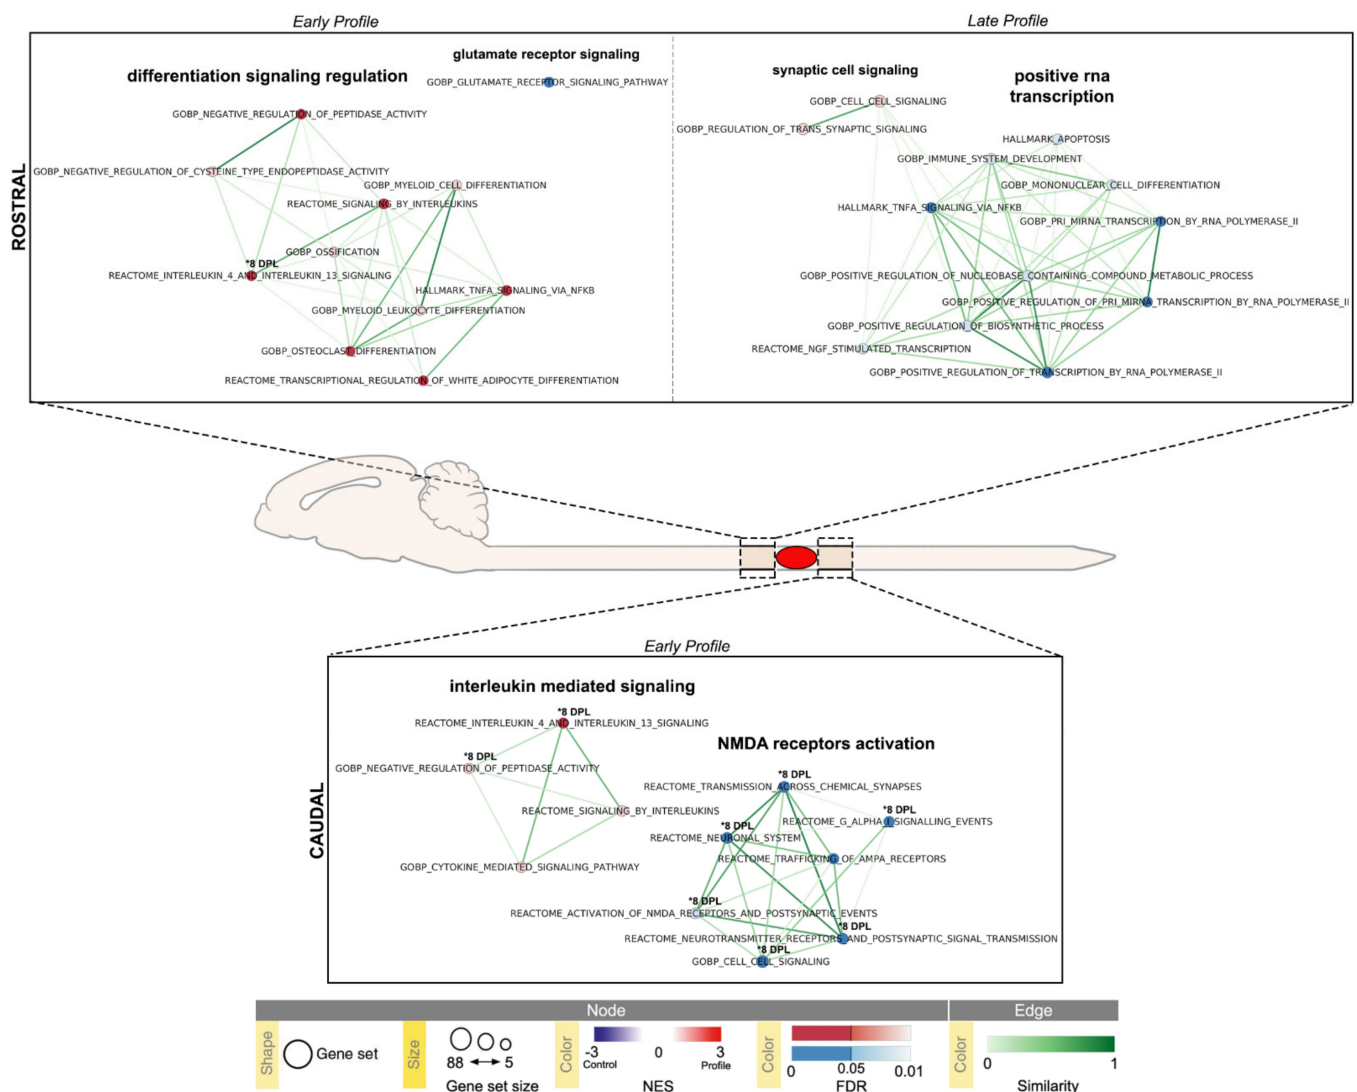 Early Profile
Late Profile
ROSTRAL
differentiation signaling regulation
glutamate receptor signaling
GOBP_GLUTAMATE_RECEPTOR_SIGNALING_PATHWAY
GOBP_NEGATIVE_REGULATION_OF_PEPTIDASE_ACTIVITY
GOBP_NEGATIVE_REGULATION_OF_CYSTEINE_TYPE_ENDOPEPTIDASE_ACTIVITY
GOBP_MYELOID_CELL_DIFFERENTIATION
REACTOME_SIGNALING_BY_INTERLEUKINS
GOBP_OSSIFICATION
*8 DPL
REACTOME_INTERLEUKIN_4_AND_INTERLEUKIN_13_SIGNALING
HALLMARK_TNFA_SIGNALING_VIA_NFKB
GOBP_MYELOID_LEUKOCYTE_DIFFERENTIATION
GOBP_OSTEOCLAST_DIFFERENTIATION
REACTOME_TRANSCRIPTIONAL_REGULATION_OF_WHITE_ADIPOCYTE_DIFFERENTIATION
synaptic cell signaling
positive rna
transcription
GOBP_CELL_CELL_SIGNALING
GOBP_REGULATION_OF_TRANS_SYNAPTIC_SIGNALING
HALLMARK_APOPTOSIS
GOBP_IMMUNE_SYSTEM_DEVELOPMENT
GOBP_MONONUCLEAR_CELL_DIFFERENTIATION
HALLMARK_TNFA_SIGNALING_VIA_NFKB
GOBP_PRI_MIRNA_TRANSCRIPTION_BY_RNA_POLYMERASE_II
GOBP_POSITIVE_REGULATION_OF_NUCLEOBASE_CONTAINING_COMPOUND_METABOLIC_PROCESS
GOBP_POSITIVE_REGULATION_OF_PRI_MIRNA_TRANSCRIPTION_BY_RNA_POLYMERASE_II
GOBP_POSITIVE_REGULATION_OF_BIOSYNTHETIC_PROCESS
REACTOME_NGF_STIMULATED_TRANSCRIPTION
GOBP_POSITIVE_REGULATION_OF_TRANSCRIPTION_BY_RNA_POLYMERASE_II
Early Profile
CAUDAL
interleukin mediated signaling
*8 DPL
REACTOME_INTERLEUKIN_4_AND_INTERLEUKIN_13_SIGNALING
*8 DPL
GOBP_NEGATIVE_REGULATION_OF_PEPTIDASE_ACTIVITY
REACTOME_SIGNALING_BY_INTERLEUKINS
GOBP_CYTOKINE_MEDIATED_SIGNALING_PATHWAY
NMDA receptors activation
*8 DPL
REACTOME_TRANSMISSION_ACROSS_CHEMICAL_SYNAPSES
*8 DPL
REACTOME_G_ALPHA_I_SIGNALLING_EVENTS
*8 DPL
REACTOME_NEURONAL_SYSTEM
REACTOME_TRAFFICKING_OF_AMPA_RECEPTORS
*8 DPL
REACTOME_ACTIVATION_OF_NMDA_RECEPTORS_AND_POSTSYNAPTIC_EVENTS
*8 DPL
REACTOME_NEUROTRANSMITTER_RECEPTORS_AND_POSTSYNAPTIC_SIGNAL_TRANSMISSION
*8 DPL
GOBP_CELL_CELL_SIGNALING
Node
Edge
Shape
Gene set
Size
88 5
Gene set size
Color
-3 0 3
Control Profile
NES
Color
0 0.05 0.01
FDR
Color
0 1
Similarity